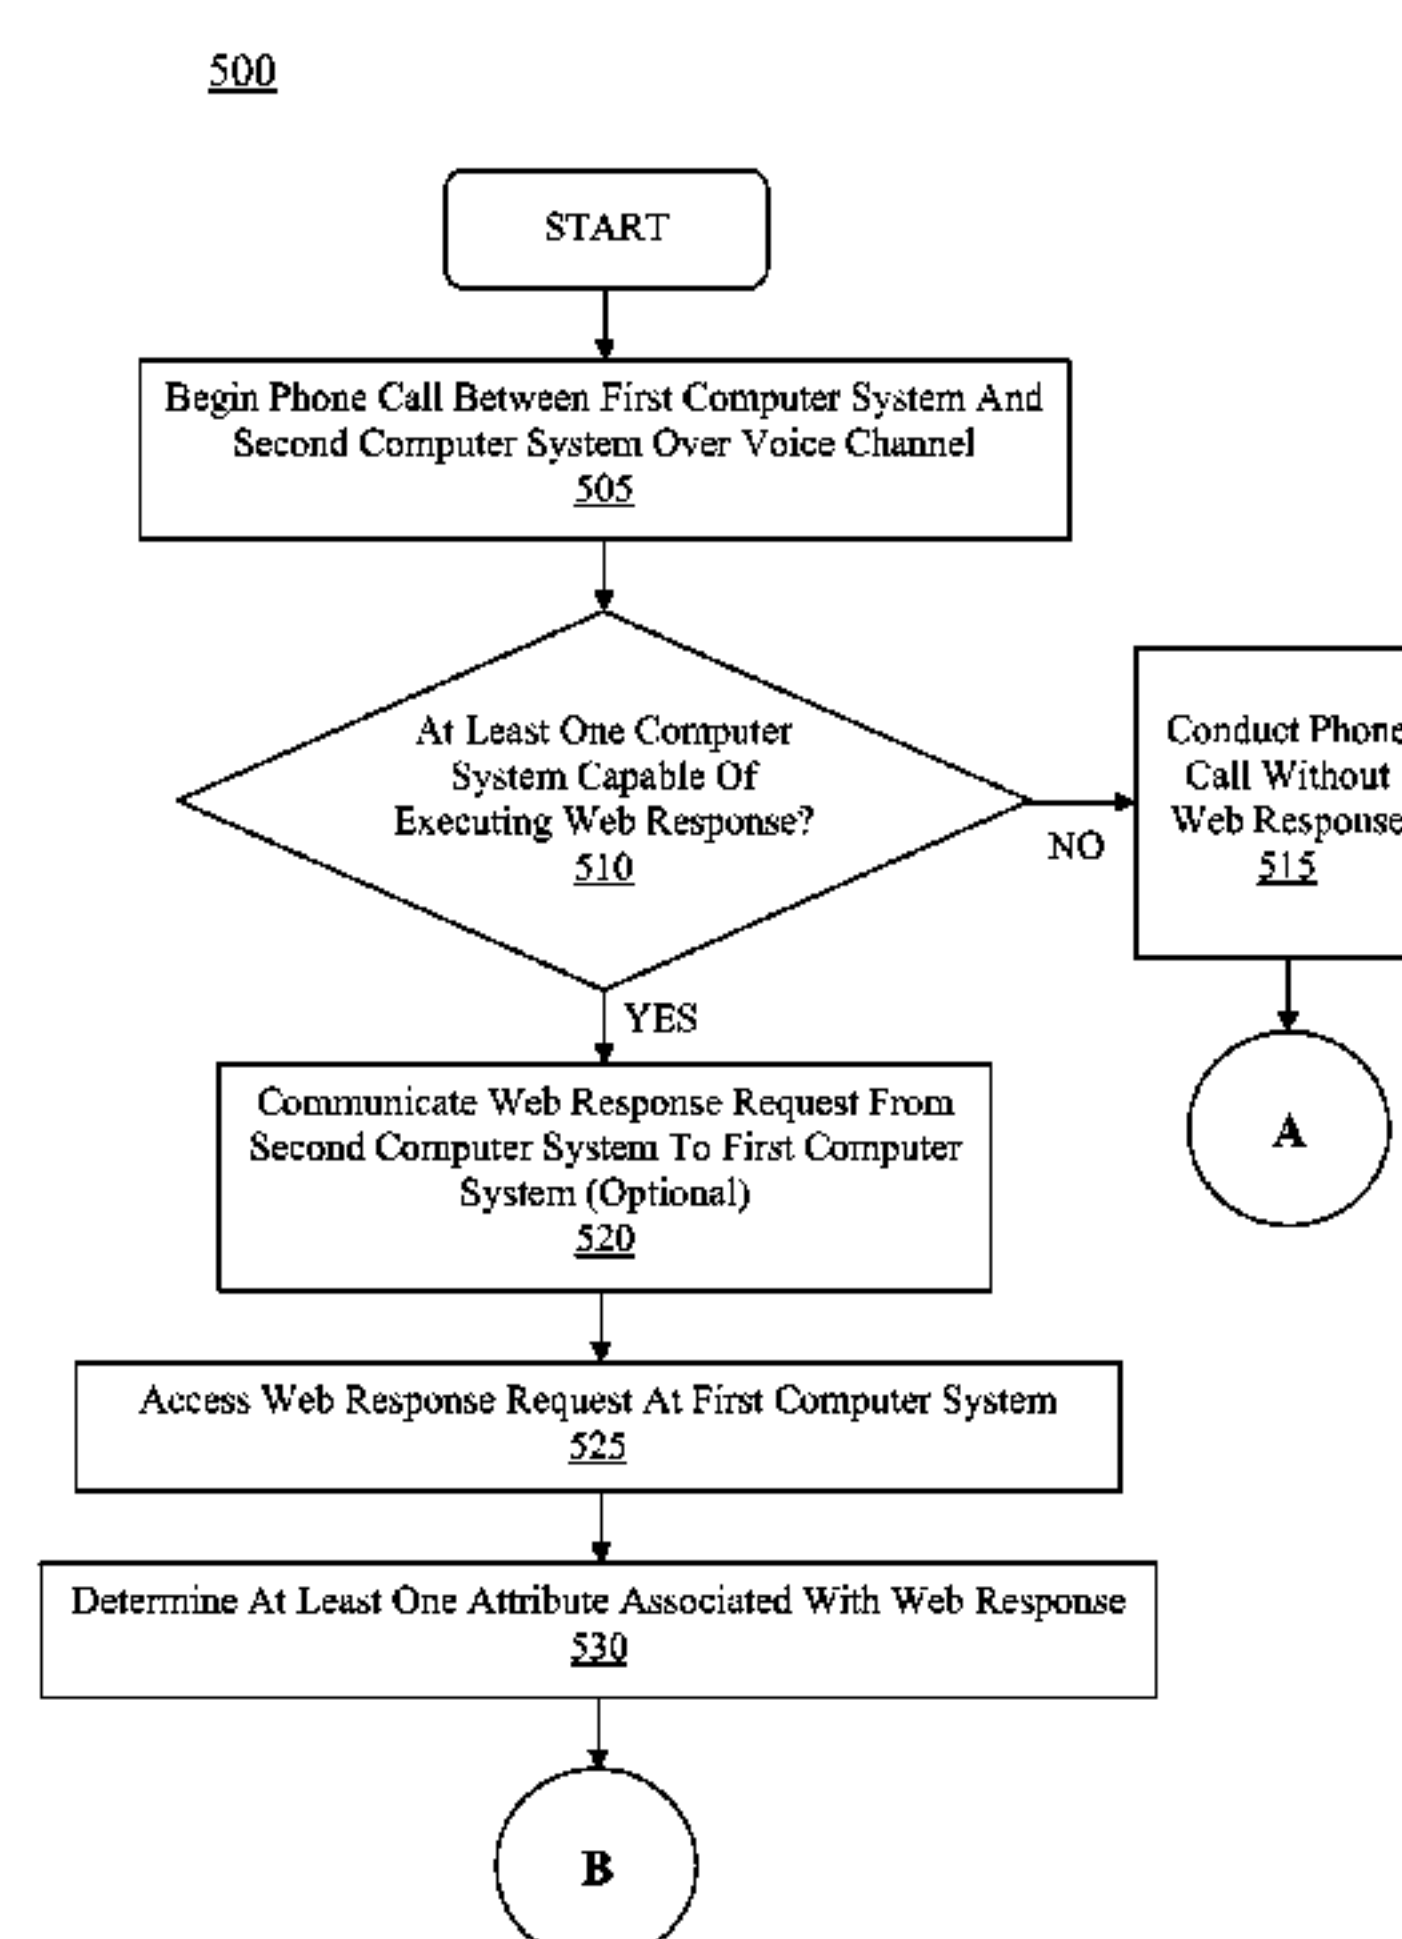 500
START
Begin Phone Call Between First Computer System And
Second Computer System Over Voice Channel
505
At Least One Computer
System Capable Of
Executing Web Response?
510
NO
Conduct Phone
Call Without
Web Response
515
A
YES
Communicate Web Response Request From
Second Computer System To First Computer
System (Optional)
520
Access Web Response Request At First Computer System
525
Determine At Least One Attribute Associated With Web Response
530
B